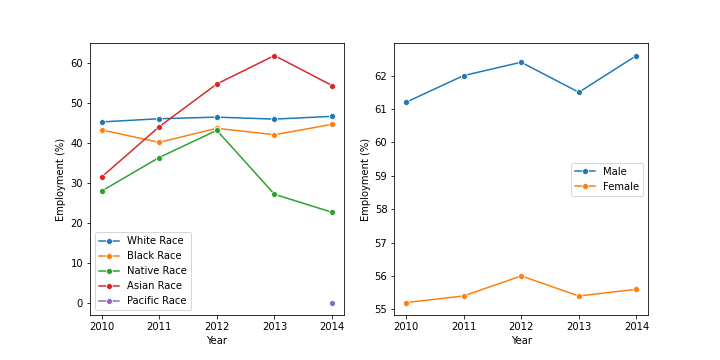 Employment (%)
60
50
40
30
20
10
0
White Race
Black Race
Native Race
Asian Race
Pacific Race
2010 2011 2012 2013 2014
Year
Employment (%)
62
61
60
59
58
57
56
55
Male
Female
2010 2011 2012 2013 2014
Year